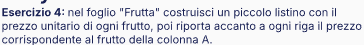 Esercizio 4: nel foglio "Frutta" costruisci un piccolo listino con il
prezzo unitario di ogni frutto, poi riporta accanto a ogni riga il prezzo
corrispondente al frutto della colonna A.